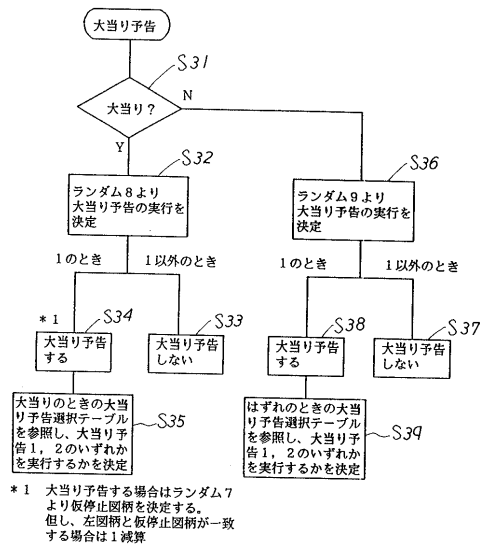 大当り予告
S31
大当り？
N
Y
S32
ランダム８より
大当り予告の実行を
決定
S36
ランダム９より
大当り予告の実行を
決定
１のとき
１以外のとき
１のとき
１以外のとき
＊１
S34
大当り予告
する
S33
大当り予告
しない
S38
大当り予告
する
S37
大当り予告
しない
大当りのときの大当
り予告選択テーブル
を参照し、大当り予
告１，２のいずれか
を実行するかを決定
S35
はずれのときの大当
り予告選択テーブル
を参照し、大当り予
告１，２のいずれか
を実行するかを決定
S39
＊１　大当り予告する場合はランダム７
より仮停止図柄を決定する。
但し、左図柄と仮停止図柄が一致
する場合は１減算